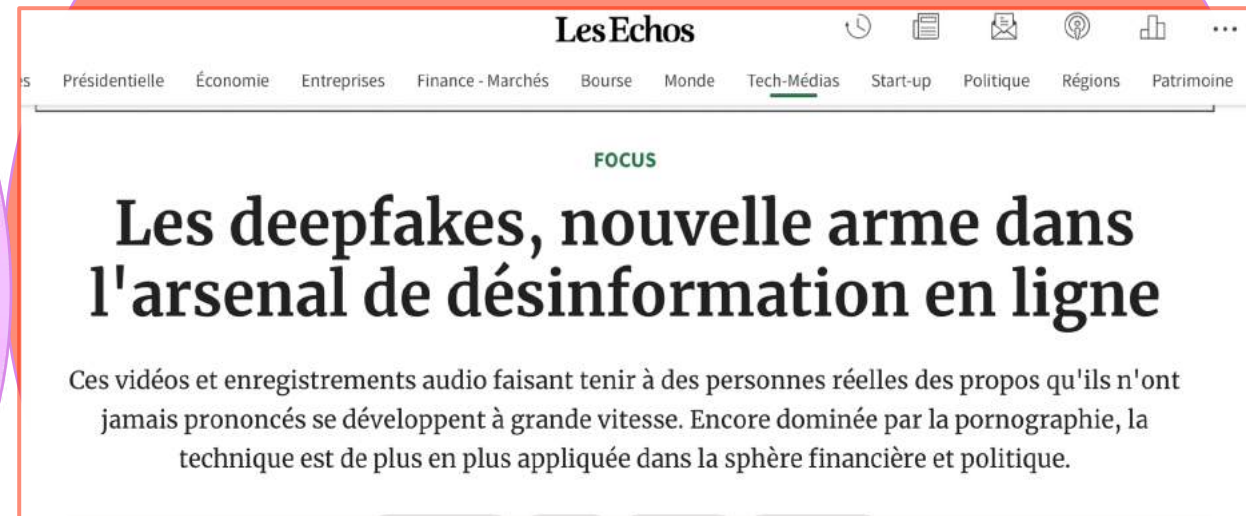 Les Echos
Présidentielle Économie Entreprises Finance - Marchés Bourse Monde Tech-Médias Start-up Politique Régions Patrimoine
FOCUS
Les deepfakes, nouvelle arme dans
l'arsenal de désinformation en ligne
Ces vidéos et enregistrements audio faisant tenir à des personnes réelles des propos qu'ils n'ont
jamais prononcés se développent à grande vitesse. Encore dominée par la pornographie, la
technique est de plus en plus appliquée dans la sphère financière et politique.